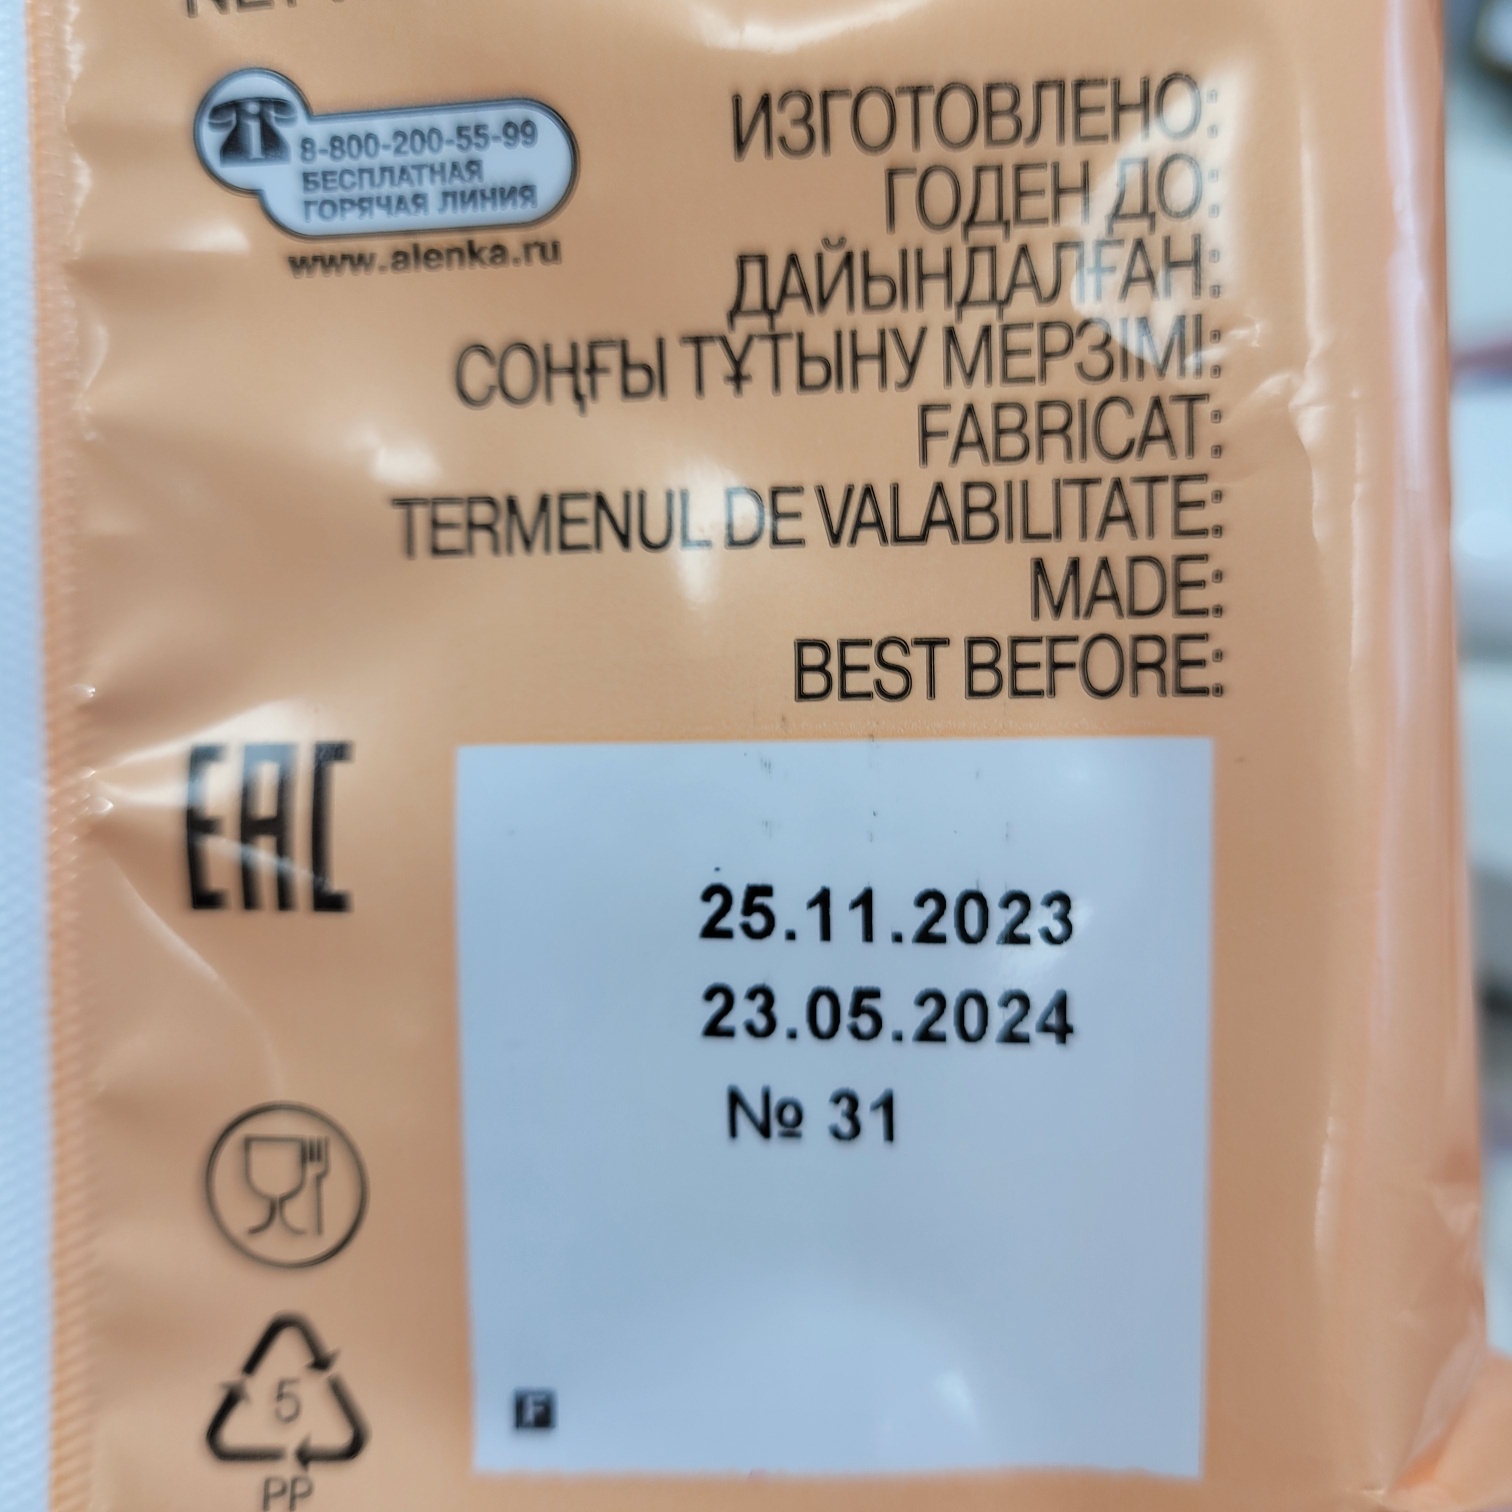 8-800-200-55-99
БЕСПЛАТНАЯ
ГОРЯЧАЯ ЛИНИЯ
www.alenka.ru
ИЗГОТОВЛЕНО:
ГОДЕН ДО:
ДАЙЫНДАЛҒАН:
СОҢҒЫ ТҰТЫНУ МЕРЗІМІ:
FABRICAT:
TERMENUL DE VALABILITATE:
MADE:
BEST BEFORE:
EAC
25.11.2023
23.05.2024
№ 31
5
PP
F